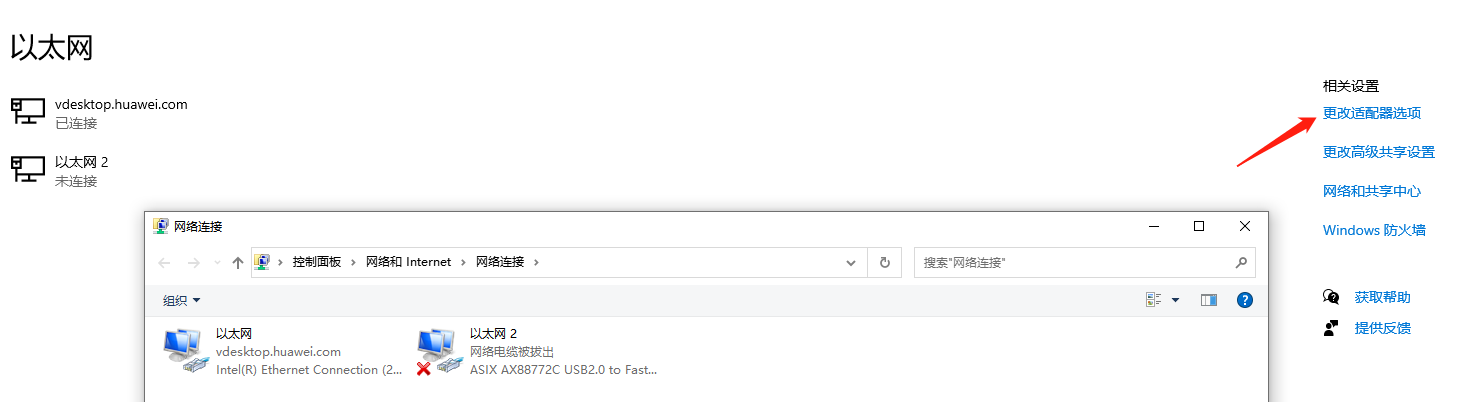 以太网
vdesktop.huawei.com
已连接
以太网 2
未连接
相关设置
更改适配器选项
更改高级共享设置
网络和共享中心
Windows 防火墙
获取帮助
提供反馈
网络连接
控制面板 > 网络和 Internet > 网络连接 >
搜索"网络连接"
组织
以太网
vdesktop.huawei.com
Intel(R) Ethernet Connection (2...
以太网 2
网络电缆被拔出
ASIX AX88772C USB2.0 to Fast...